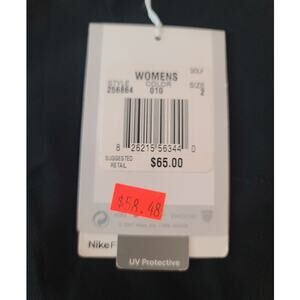 WOMENS
GOLF
STYLE COLOR SIZE
256864 010 2
8 26215 56344 0
SUGGESTED
RETAIL
$65.00
$58.48
NikeF
UV Protective